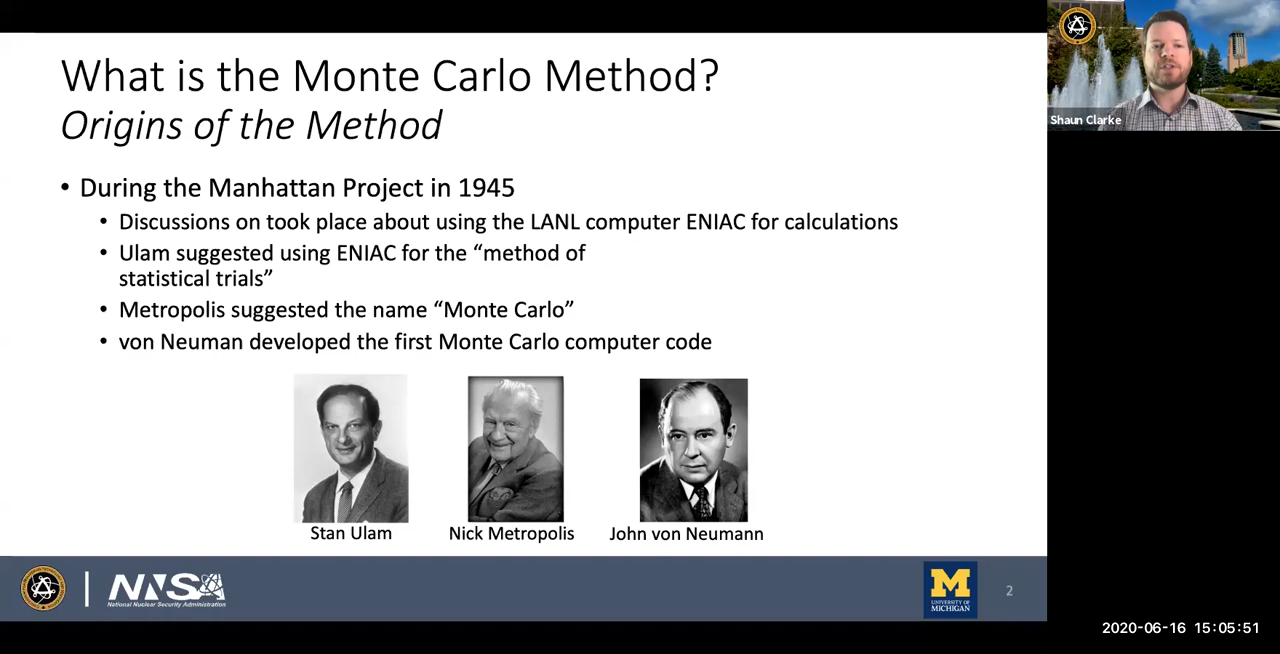 What is the Monte Carlo Method?
Origins of the Method
• During the Manhattan Project in 1945
• Discussions on took place about using the LANL computer ENIAC for calculations
• Ulam suggested using ENIAC for the “method of
statistical trials”
• Metropolis suggested the name “Monte Carlo”
• von Neuman developed the first Monte Carlo computer code
Stan Ulam
Nick Metropolis
John von Neumann
NNSA
National Nuclear Security Administration
M
UNIVERSITY OF
MICHIGAN
2
Shaun Clarke
2020-06-16 15:05:51